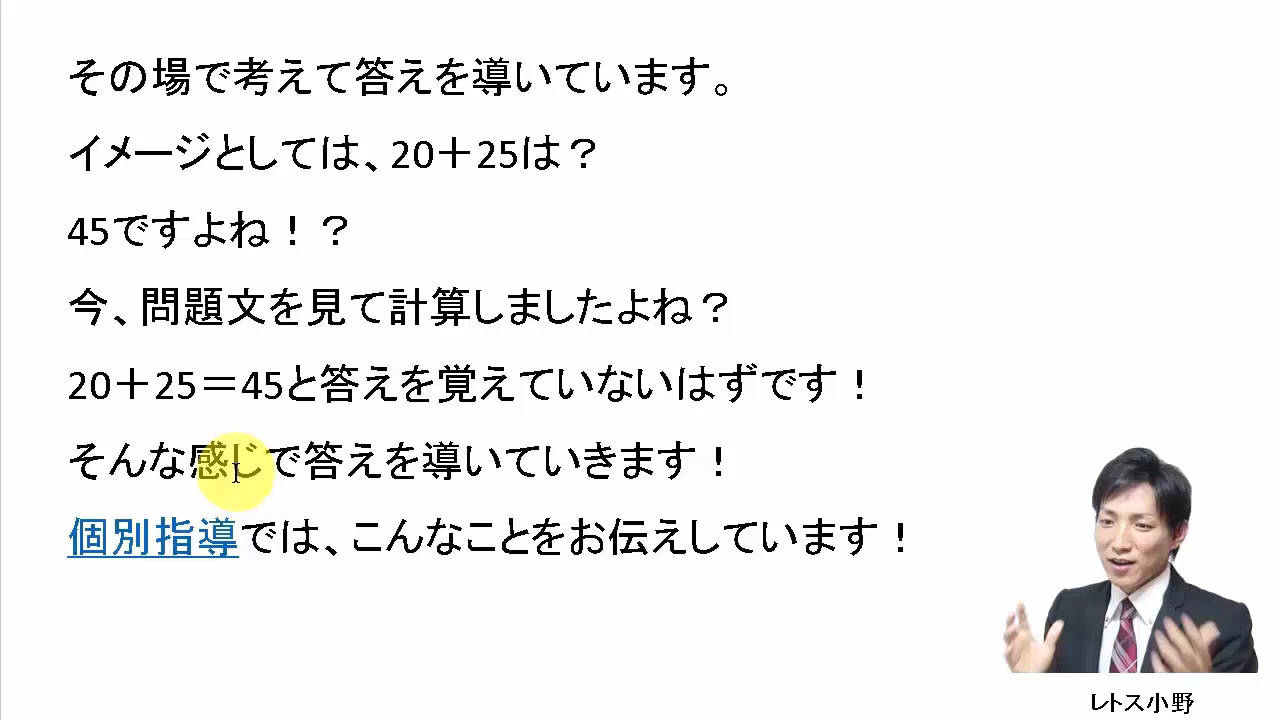 その場で考えて答えを導いています。
イメージとしては、20＋25は？
45ですよね！？
今、問題文を見て計算しましたよね？
20＋25＝45と答えを覚えていないはずです！
そんな感じで答えを導いていきます！
個別指導では、こんなことをお伝えしています！
レトス小野